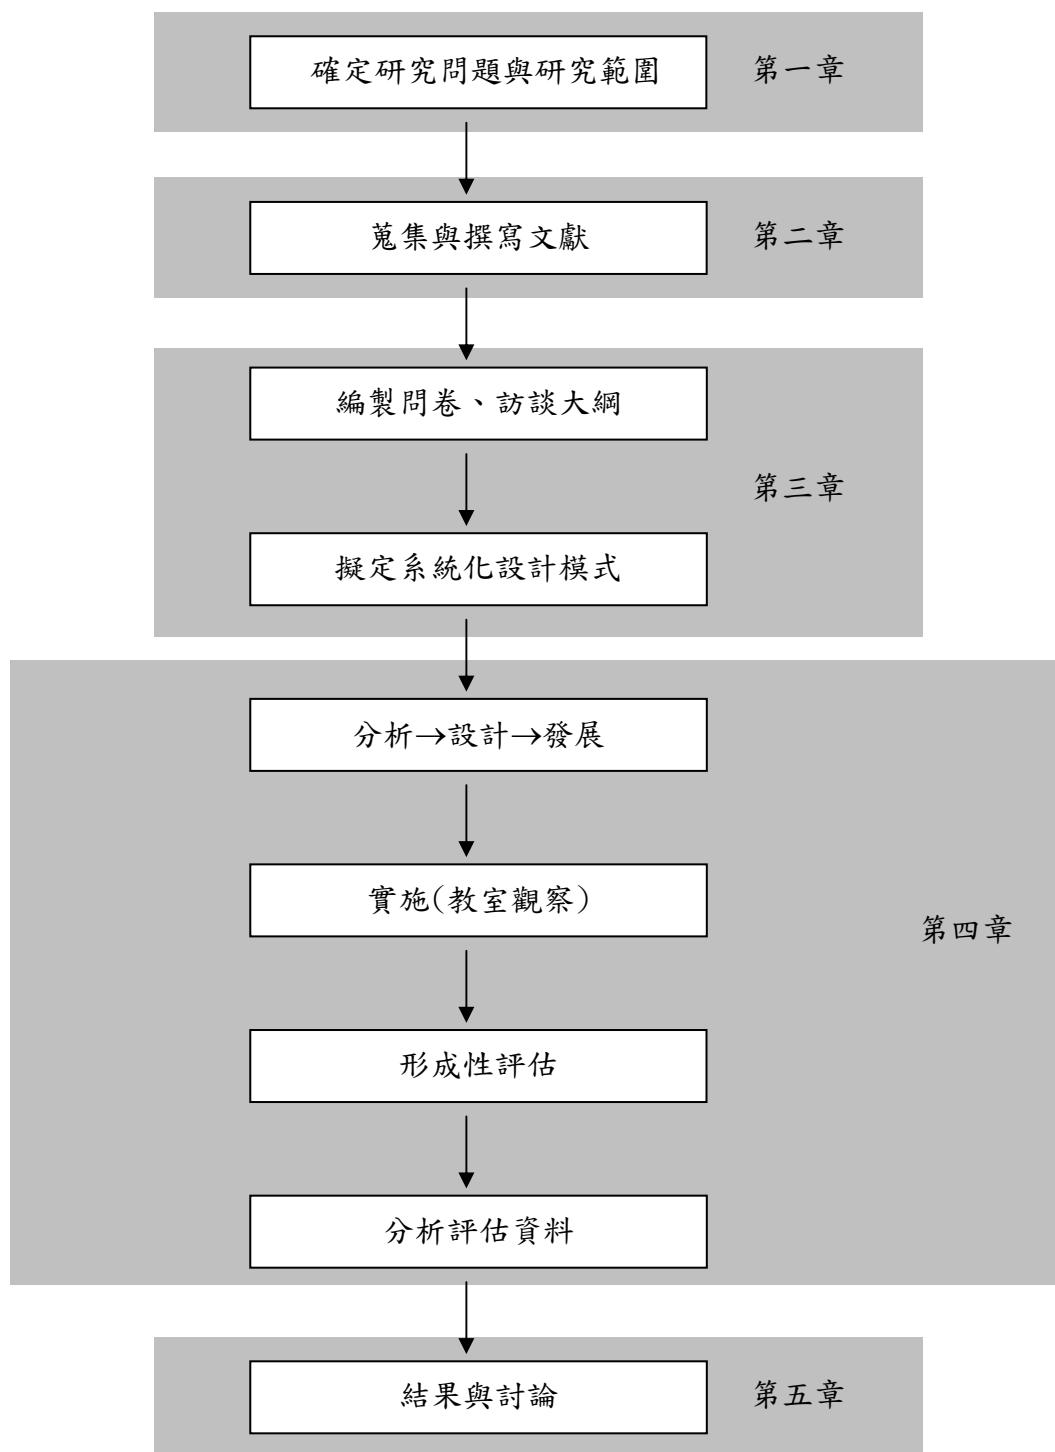 確定研究問題與研究範圍
第一章
蒐集與撰寫文獻
第二章
編製問卷、訪談大綱
第三章
擬定系統化設計模式
分析→設計→發展
實施(教室觀察)
第四章
形成性評估
分析評估資料
結果與討論
第五章